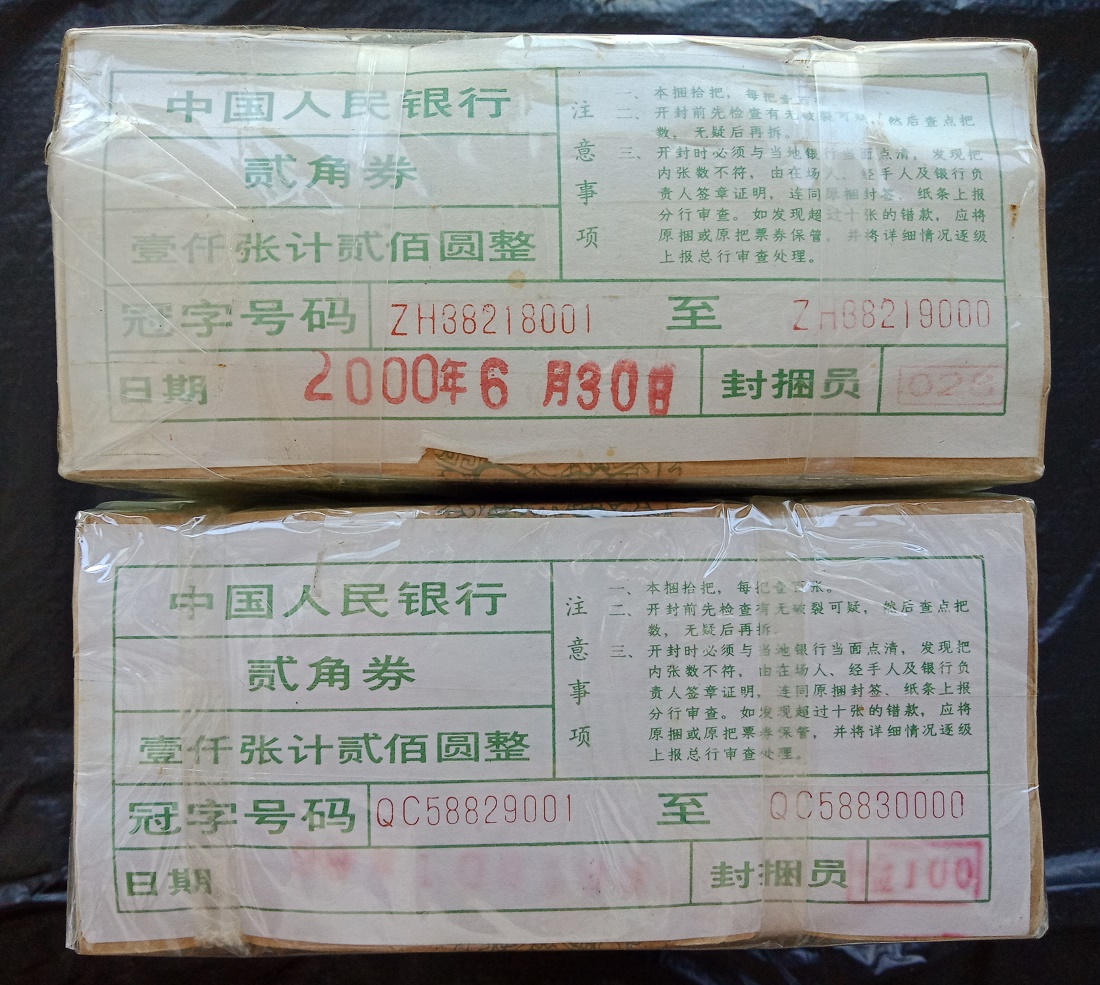 中国人民银行
贰角券
壹仟张计贰佰圆整
注意事项
一、本捆拾把，每把查
二、开封前先检查有无破裂可疑，然后查点把
数，无疑后再拆。
三、开封时必须与当地银行当面点清，发现把
内张数不符，由在场人、经手人及银行负
责人签章证明，连同原捆封签、纸条上报
分行审查。如发现超过十张的错款，应将
原捆或原把票券保管，并将详细情况逐级
上报总行审查处理。
冠字号码 ZH38218001 至 ZH38219000
日期 2000年6月30日 封捆员
中国人民银行
贰角券
壹仟张计贰佰圆整
注意事项
一、本捆拾把，每把壹百张。
二、开封前先检查有无破裂可疑，然后查点把
数，无疑后再拆。
三、开封时必须与当地银行当面点清，发现把
内张数不符，由在场人、经手人及银行负
责人签章证明，连同原捆封签、纸条上报
分行审查。如发现超过十张的错款，应将
原捆或原把票券保管，并将详细情况逐级
上报总行审查处理。
冠字号码 QC58829001 至 QC58830000
日期 封捆员